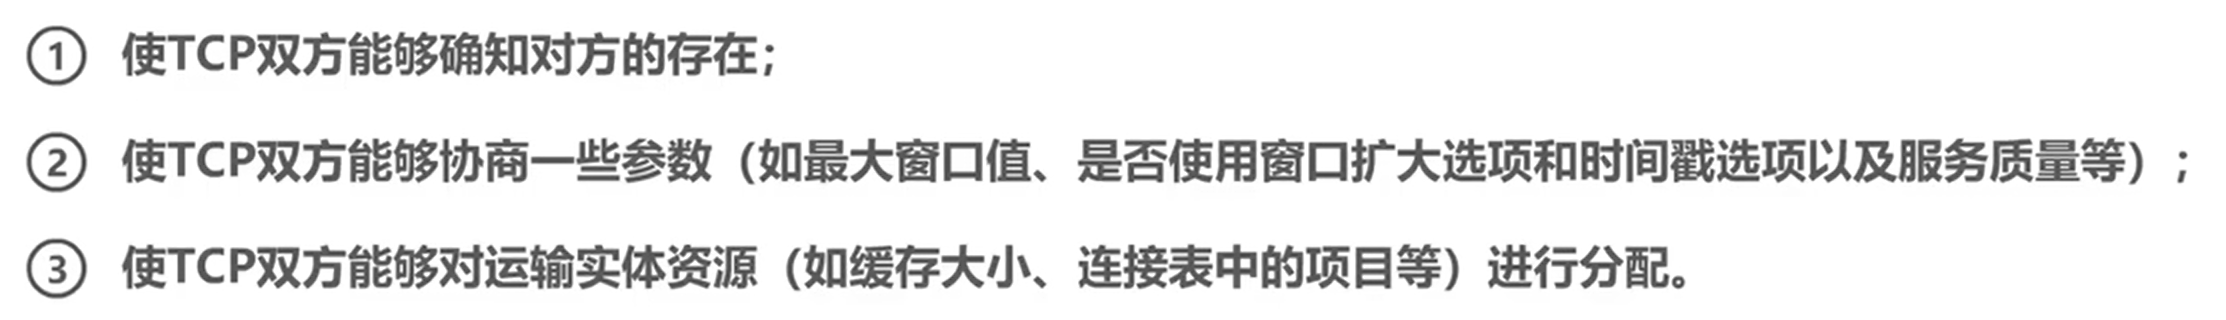 ① 使TCP双方能够确知对方的存在；
② 使TCP双方能够协商一些参数（如最大窗口值、是否使用窗口扩大选项和时间戳选项以及服务质量等）；
③ 使TCP双方能够对运输实体资源（如缓存大小、连接表中的项目等）进行分配。